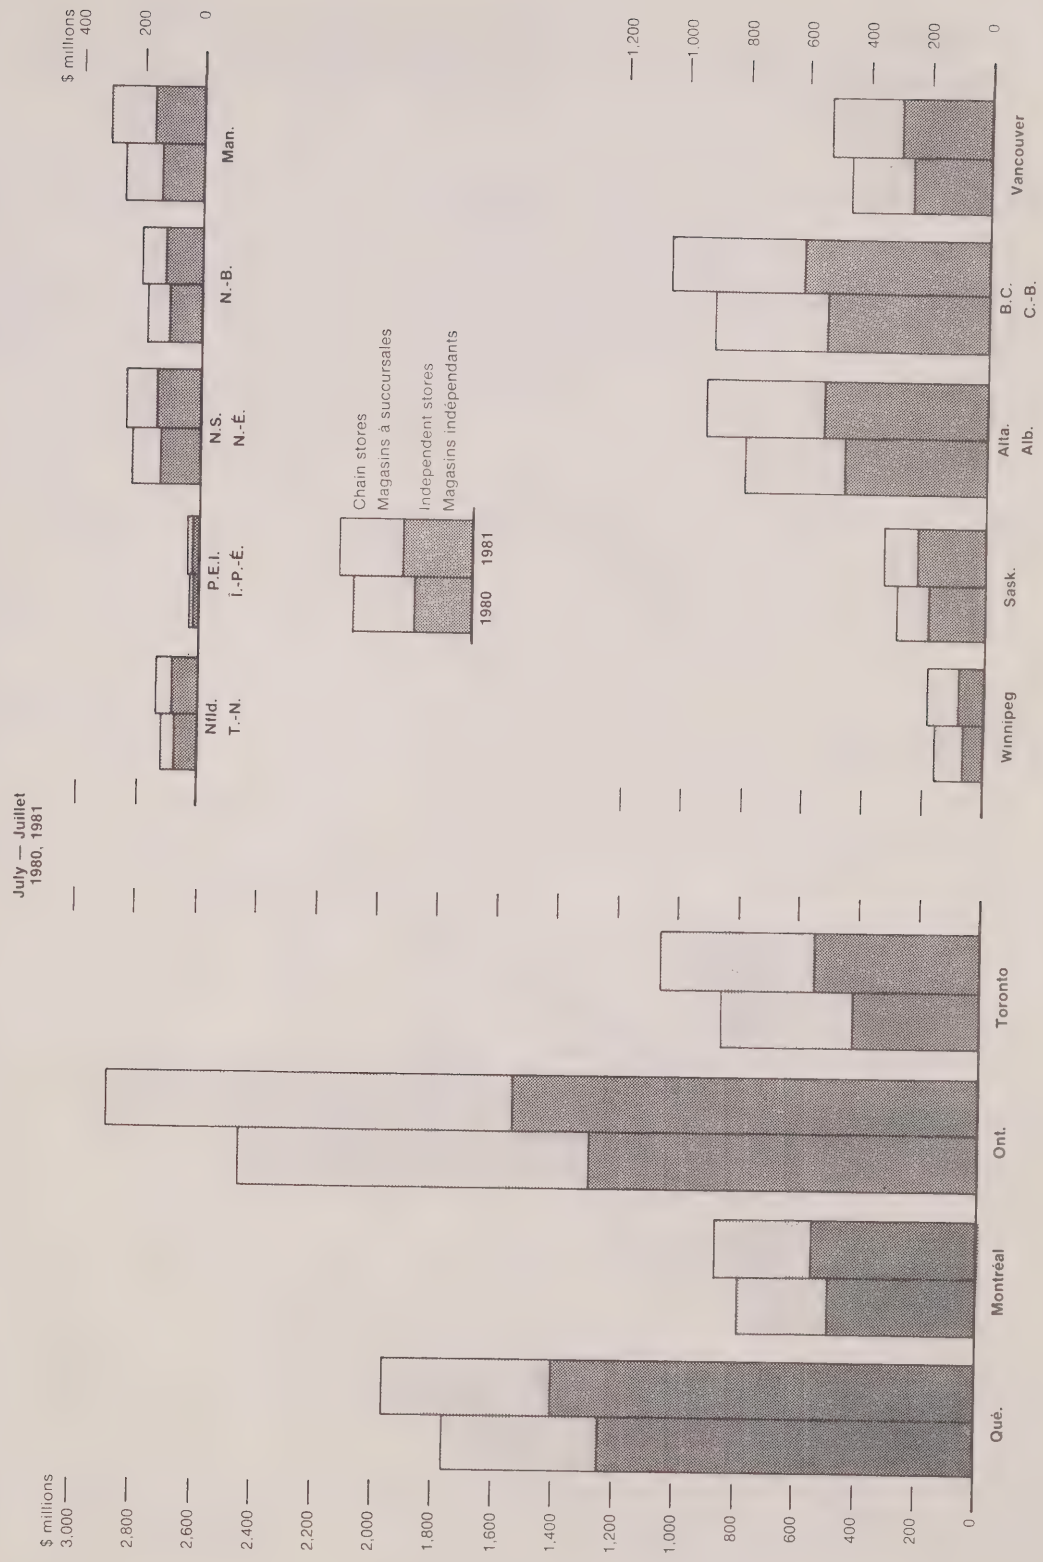 July — Juillet
1980, 1981
$ millions
3,000
2,800
2,600
2,400
2,200
2,000
1,800
1,600
1,400
1,200
1,000
800
600
400
200
0
Qué.
Montréal
Ont.
Toronto
$ millions
400
200
0
Nfld.
T.-N.
P.E.I.
Î.-P.-É.
N.S.
N.-É.
N.-B.
Man.
Chain stores
Magasins à succursales
Independent stores
Magasins indépendants
1980 1981
1,200
1,000
800
600
400
200
0
Winnipeg
Sask.
Alta.
Alb.
B.C.
C.-B.
Vancouver